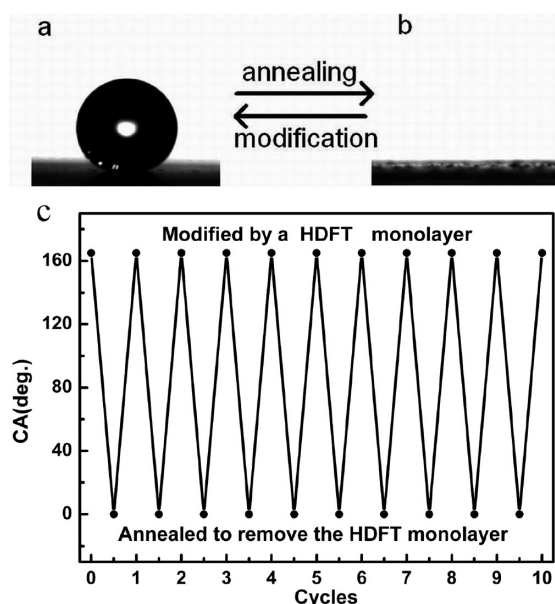 a
b
annealing
modification
c
Modified by a HDFT monolayer
160
120
80
40
0
CA(deg.)
Annealed to remove the HDFT monolayer
0 1 2 3 4 5 6 7 8 9 10
Cycles